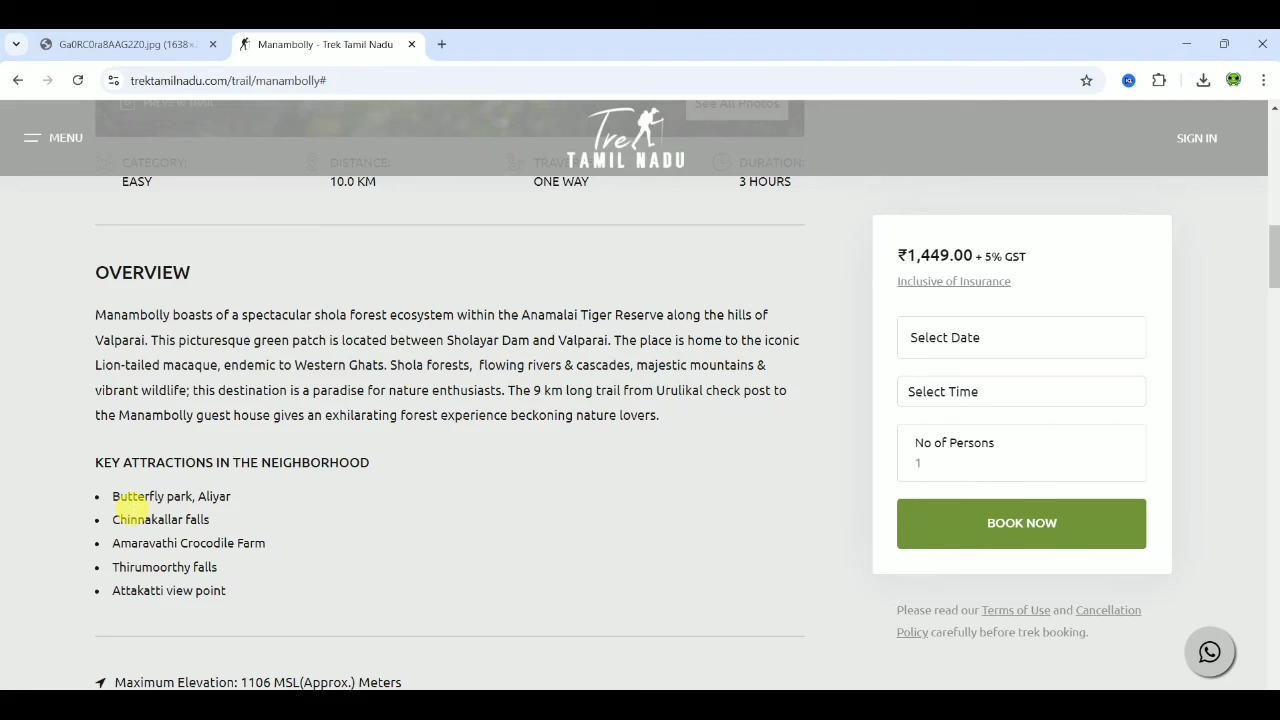 Ga0RC0ra8AAG2Z0.jpg (1638×
Manambolly - Trek Tamil Nadu
trektamilnadu.com/trail/manambolly#
PREVIEW TRAIL
See All Photos
MENU
Trek
TAMIL NADU
SIGN IN
CATEGORY:
EASY
DISTANCE:
10.0 KM
ONE WAY
DURATION:
3 HOURS
OVERVIEW
Manambolly boasts of a spectacular shola forest ecosystem within the Anamalai Tiger Reserve along the hills of
Valparai. This picturesque green patch is located between Sholayar Dam and Valparai. The place is home to the iconic
Lion-tailed macaque, endemic to Western Ghats. Shola forests, flowing rivers & cascades, majestic mountains &
vibrant wildlife; this destination is a paradise for nature enthusiasts. The 9 km long trail from Urulikal check post to
the Manambolly guest house gives an exhilarating forest experience beckoning nature lovers.
KEY ATTRACTIONS IN THE NEIGHBORHOOD
• Butterfly park, Aliyar
• Chinnakallar falls
• Amaravathi Crocodile Farm
• Thirumoorthy falls
• Attakatti view point
Maximum Elevation: 1106 MSL(Approx.) Meters
₹1,449.00 + 5% GST
Inclusive of Insurance
Select Date
Select Time
No of Persons
1
BOOK NOW
Please read our Terms of Use and Cancellation
Policy carefully before trek booking.